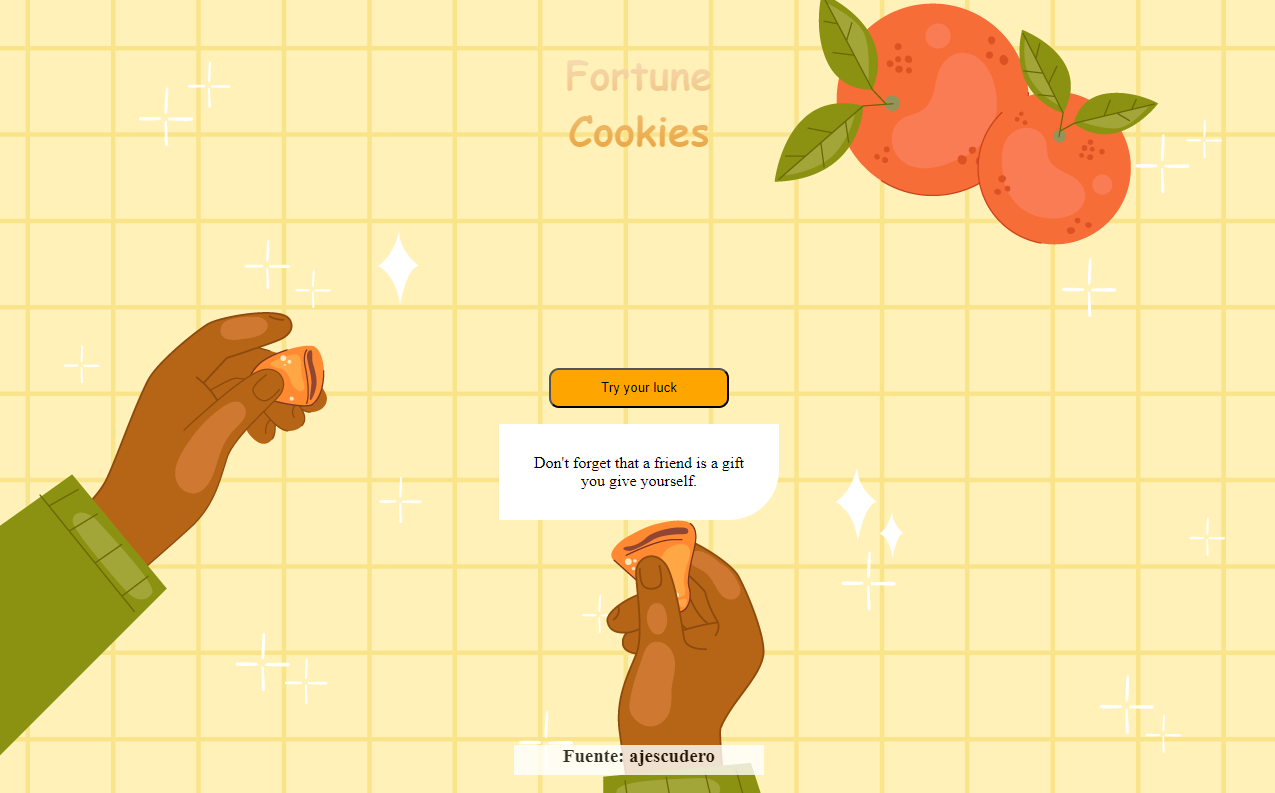 Fortune
Cookies
Try your luck
Don't forget that a friend is a gift
you give yourself.
Fuente: ajescudero